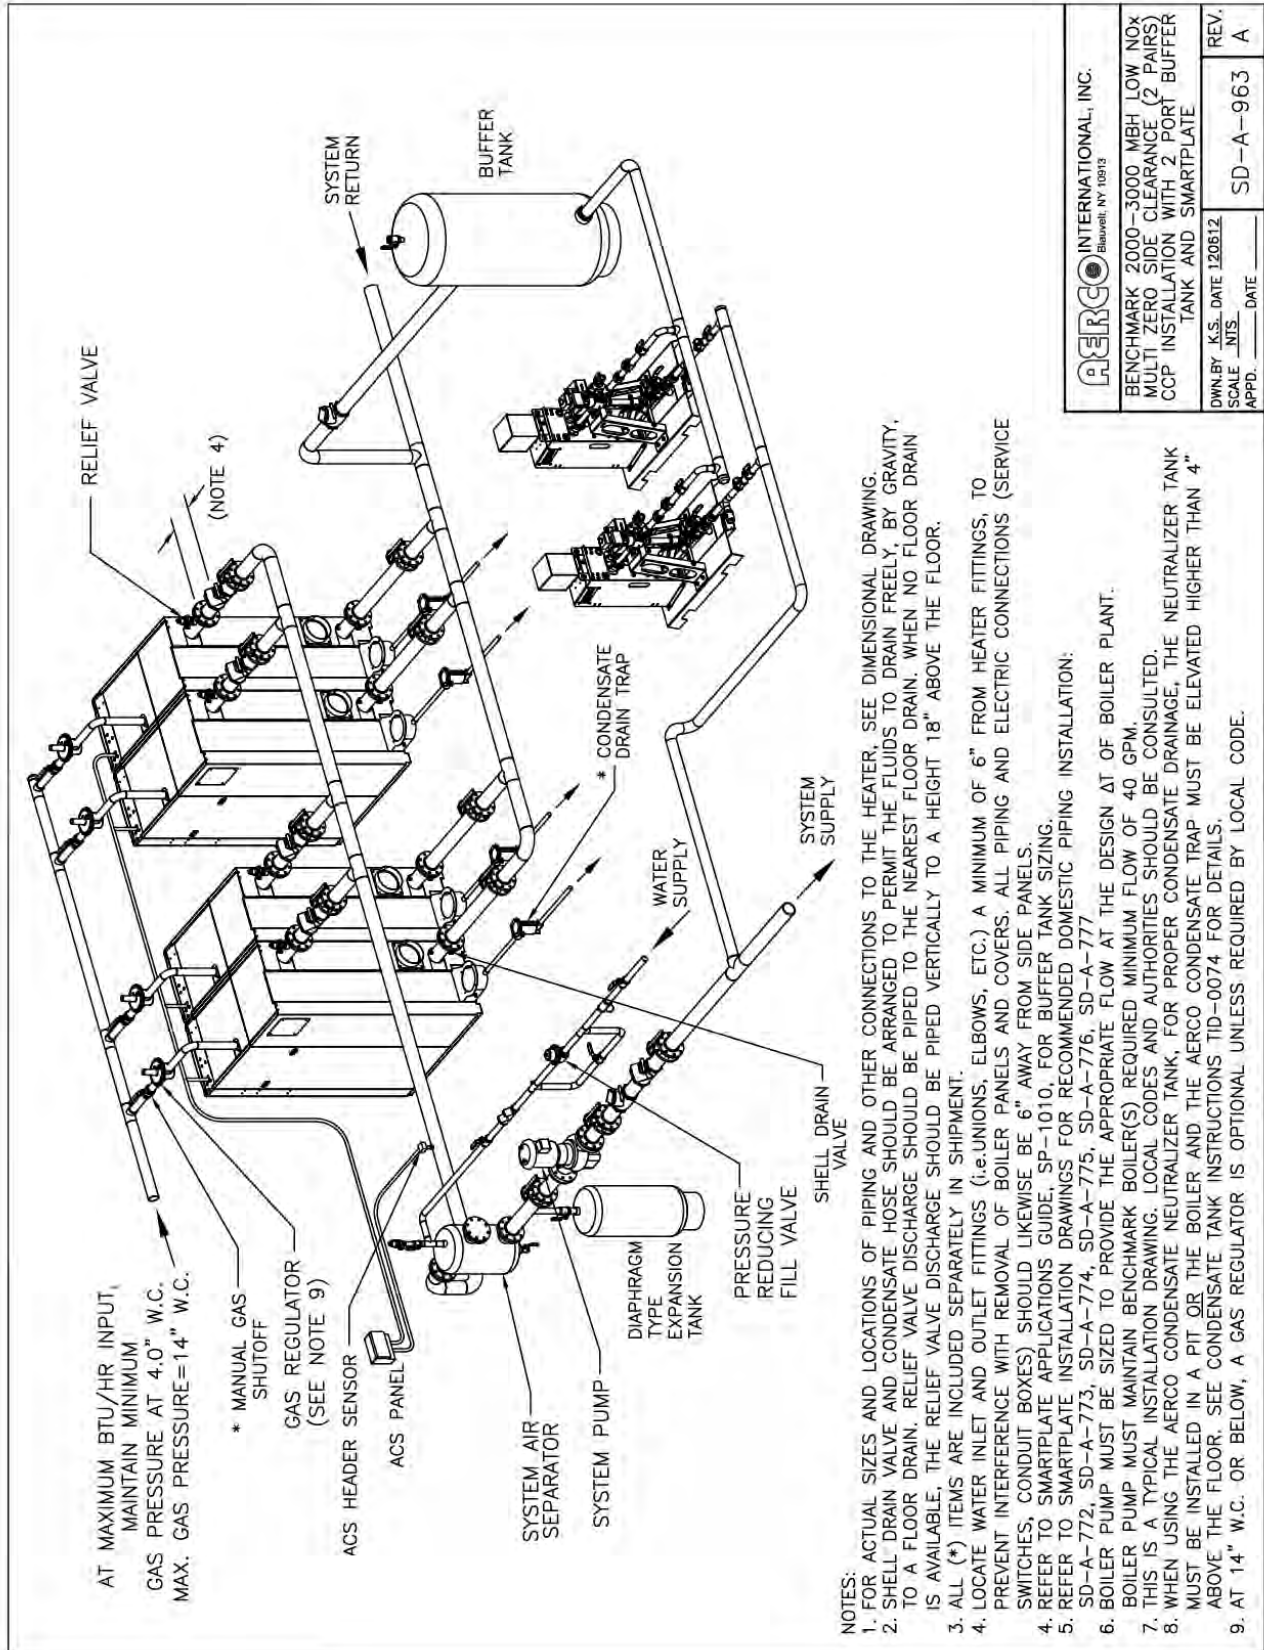 AT MAXIMUM BTU/HR INPUT,
MAINTAIN MINIMUM
GAS PRESSURE AT 4.0" W.C.
MAX. GAS PRESSURE=14" W.C.
* MANUAL GAS
SHUTOFF
GAS REGULATOR
(SEE NOTE 9)
ACS HEADER SENSOR
ACS PANEL
SYSTEM AIR
SEPARATOR
SYSTEM PUMP
DIAPHRAGM
TYPE
EXPANSION
TANK
PRESSURE
REDUCING
FILL VALVE
SHELL DRAIN
VALVE
WATER
SUPPLY
SYSTEM
SUPPLY
* CONDENSATE
DRAIN TRAP
RELIEF VALVE
(NOTE 4)
SYSTEM
RETURN
BUFFER
TANK
NOTES:
1. FOR ACTUAL SIZES AND LOCATIONS OF PIPING AND OTHER CONNECTIONS TO THE HEATER, SEE DIMENSIONAL DRAWING.
2. SHELL DRAIN VALVE AND CONDENSATE HOSE SHOULD BE ARRANGED TO PERMIT THE FLUIDS TO DRAIN FREELY, BY GRAVITY,
TO A FLOOR DRAIN. RELIEF VALVE DISCHARGE SHOULD BE PIPED TO THE NEAREST FLOOR DRAIN. WHEN NO FLOOR DRAIN
IS AVAILABLE, THE RELIEF VALVE DISCHARGE SHOULD BE PIPED VERTICALLY TO A HEIGHT 18" ABOVE THE FLOOR.
3. ALL (*) ITEMS ARE INCLUDED SEPARATELY IN SHIPMENT.
4. LOCATE WATER INLET AND OUTLET FITTINGS (i.e.UNIONS, ELBOWS, ETC.) A MINIMUM OF 6" FROM HEATER FITTINGS, TO
PREVENT INTERFERENCE WITH REMOVAL OF BOILER PANELS AND COVERS. ALL PIPING AND ELECTRIC CONNECTIONS (SERVICE
SWITCHES, CONDUIT BOXES) SHOULD LIKEWISE BE 6" AWAY FROM SIDE PANELS.
4. REFER TO SMARTPLATE APPLICATIONS GUIDE, SP-1010, FOR BUFFER TANK SIZING.
5. REFER TO SMARTPLATE INSTALLATION DRAWINGS FOR RECOMMENDED DOMESTIC PIPING INSTALLATION:
SD-A-772, SD-A-773, SD-A-774, SD-A-775, SD-A-776, SD-A-777
6. BOILER PUMP MUST BE SIZED TO PROVIDE THE APPROPRIATE FLOW AT THE DESIGN ΔT OF BOILER PLANT.
BOILER PUMP MUST MAINTAIN BENCHMARK BOILER(S) REQUIRED MINIMUM FLOW OF 40 GPM.
7. THIS IS A TYPICAL INSTALLATION DRAWING. LOCAL CODES AND AUTHORITIES SHOULD BE CONSULTED.
8. WHEN USING THE AERCO CONDENSATE NEUTRALIZER TANK, FOR PROPER CONDENSATE DRAINAGE, THE NEUTRALIZER TANK
MUST BE INSTALLED IN A PIT OR THE BOILER AND THE AERCO CONDENSATE TRAP MUST BE ELEVATED HIGHER THAN 4"
ABOVE THE FLOOR. SEE CONDENSATE TANK INSTRUCTIONS TID-0074 FOR DETAILS.
9. AT 14" W.C. OR BELOW, A GAS REGULATOR IS OPTIONAL UNLESS REQUIRED BY LOCAL CODE.
AERCO INTERNATIONAL, INC.
Blauvelt, NY 10913
BENCHMARK 2000-3000 MBH LOW NOx
MULTI ZERO SIDE CLEARANCE (2 PAIRS)
CCP INSTALLATION WITH 2 PORT BUFFER
TANK AND SMARTPLATE
DWN.BY K.S. DATE 120612
SCALE NTS
APPD. DATE
SD-A-963
REV.
A